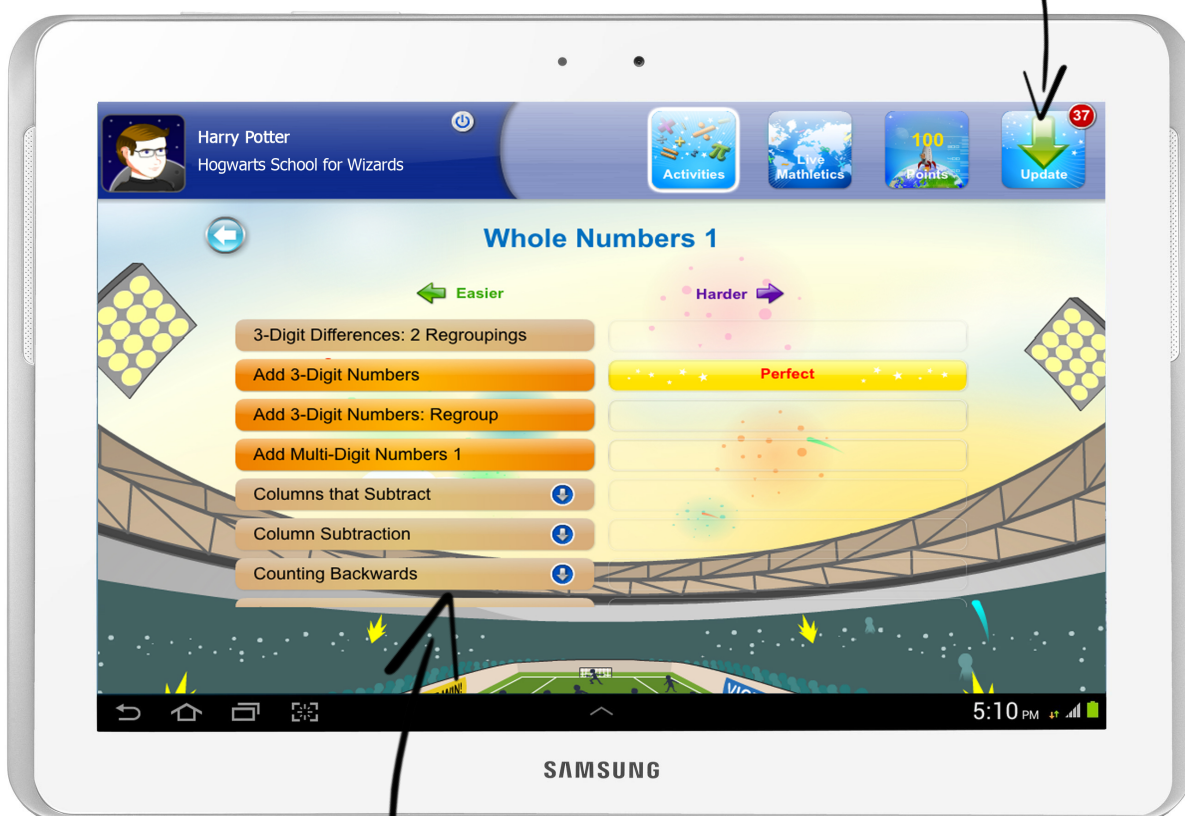 Harry Potter
Hogwarts School for Wizards
Activities
Live
Mathletics
100
Points
37
Update
Whole Numbers 1
Easier
Harder
3-Digit Differences: 2 Regroupings
Add 3-Digit Numbers
Perfect
Add 3-Digit Numbers: Regroup
Add Multi-Digit Numbers 1
Columns that Subtract
Column Subtraction
Counting Backwards
WIN!
5:10 PM
SAMSUNG